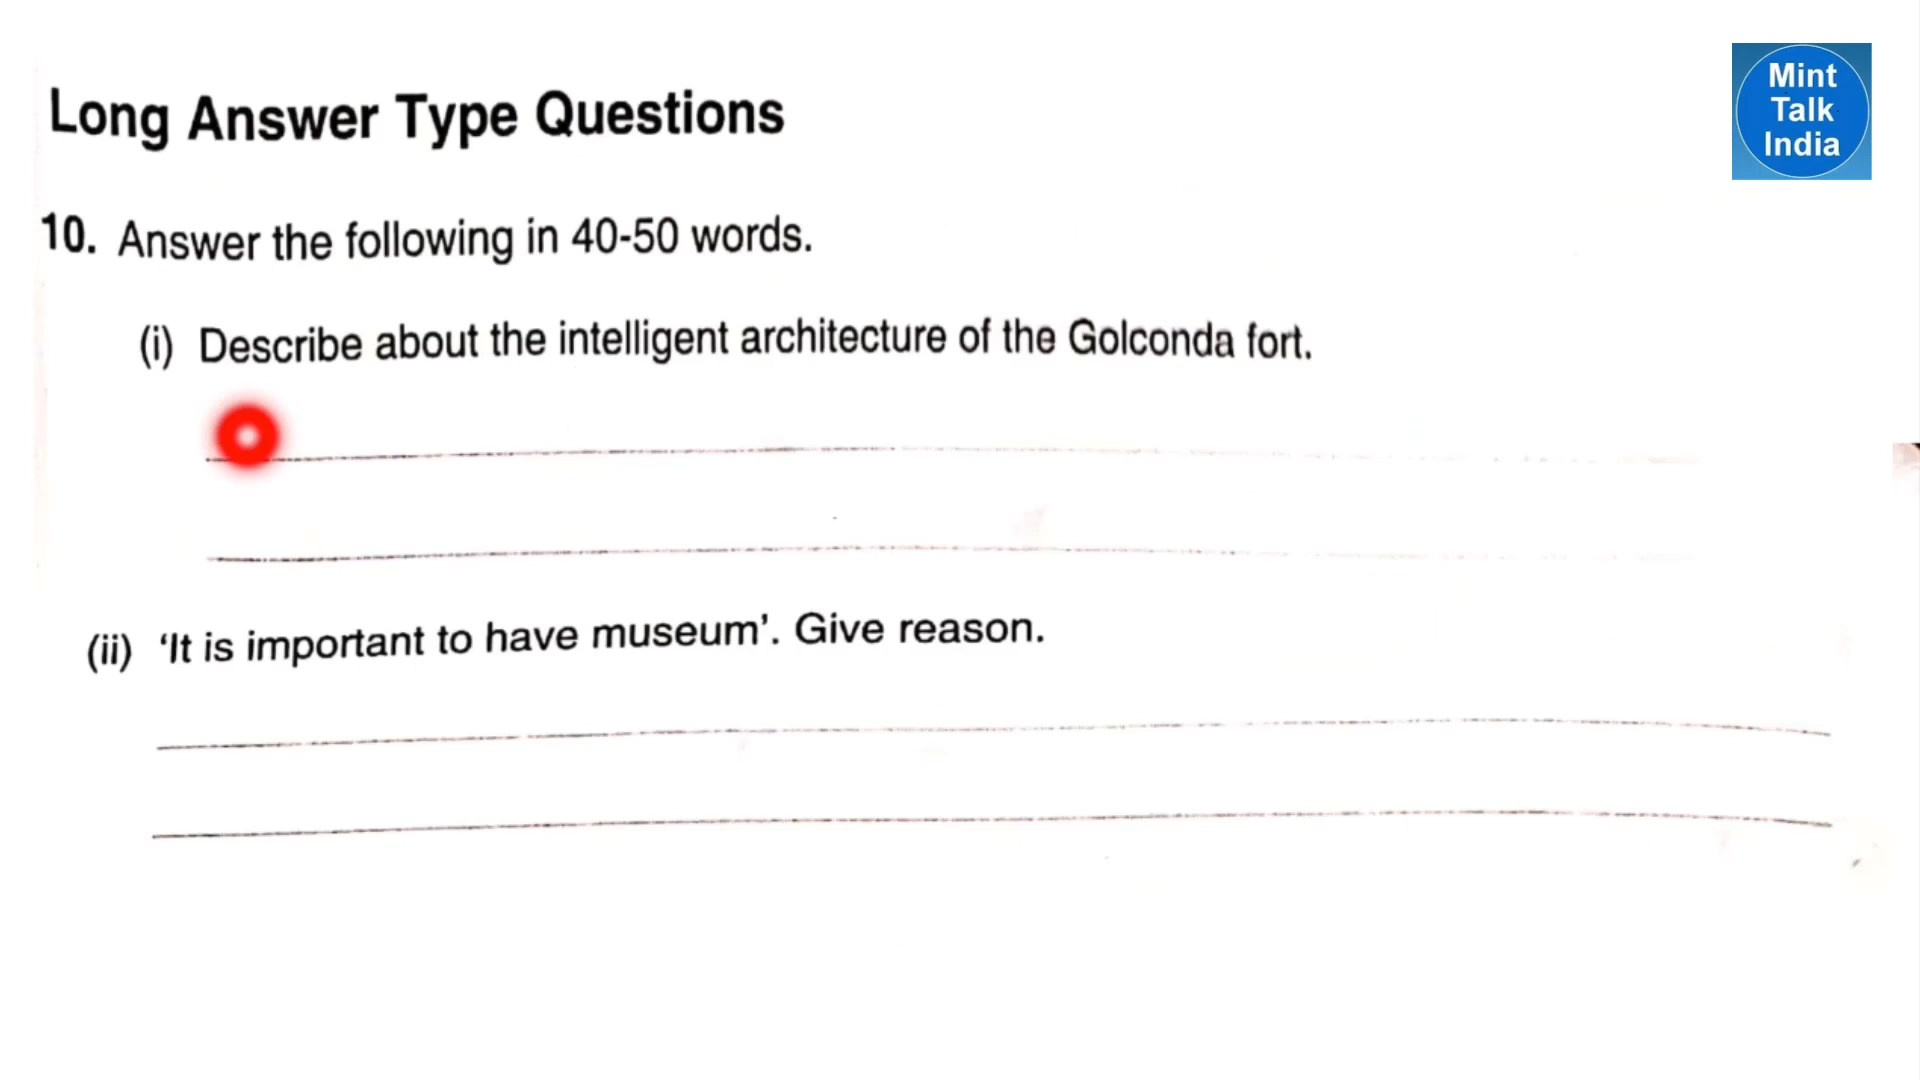 Mint
Talk
India
Long Answer Type Questions
10. Answer the following in 40-50 words.
(i) Describe about the intelligent architecture of the Golconda fort.
(ii) ‘It is important to have museum’. Give reason.